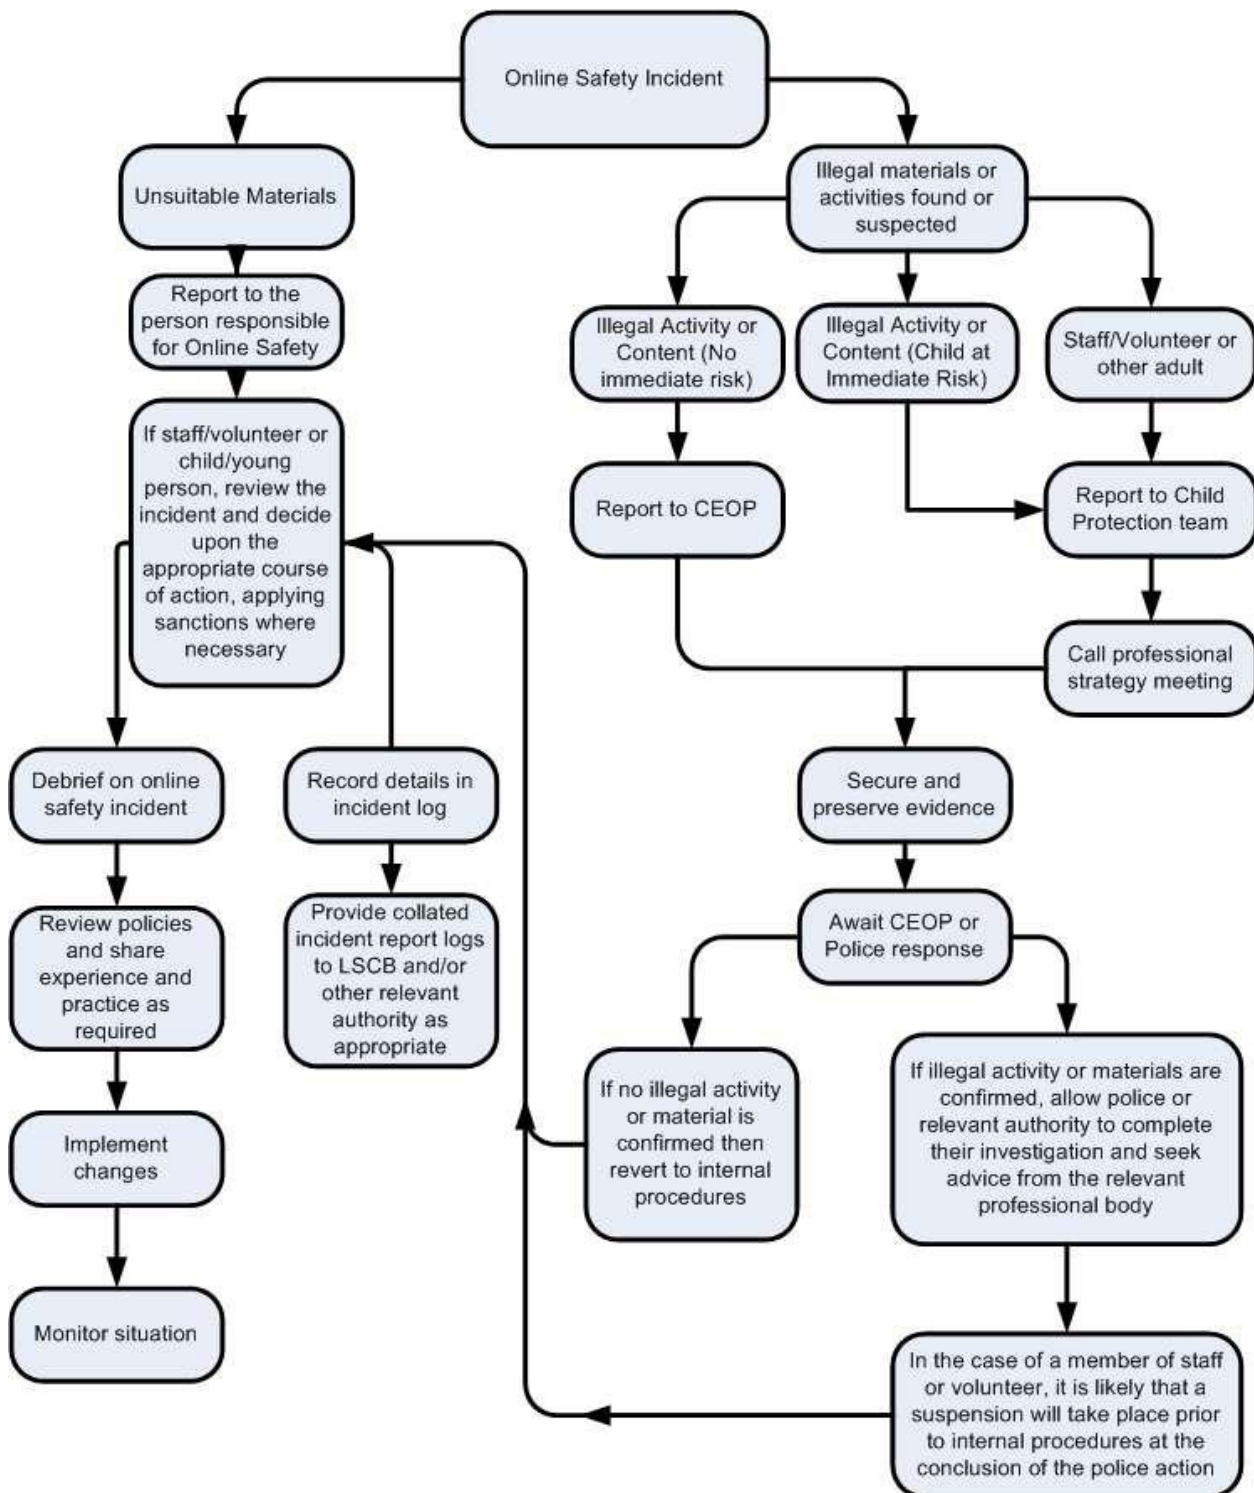 Online Safety Incident
Unsuitable Materials
Report to the
person responsible
for Online Safety
If staff/volunteer or
child/young
person, review the
incident and decide
upon the
appropriate course
of action, applying
sanctions where
necessary
Debrief on online
safety incident
Review policies
and share
experience and
practice as
required
Implement
changes
Monitor situation
Record details in
incident log
Provide collated
incident report logs
to LSCB and/or
other relevant
authority as
appropriate
Illegal materials or
activities found or
suspected
Illegal Activity or
Content (No
immediate risk)
Illegal Activity or
Content (Child at
Immediate Risk)
Staff/Volunteer or
other adult
Report to CEOP
Report to Child
Protection team
Call professional
strategy meeting
Secure and
preserve evidence
Await CEOP or
Police response
If no illegal activity
or material is
confirmed then
revert to internal
procedures
If illegal activity or materials are
confirmed, allow police or
relevant authority to complete
their investigation and seek
advice from the relevant
professional body
In the case of a member of staff
or volunteer, it is likely that a
suspension will take place prior
to internal procedures at the
conclusion of the police action